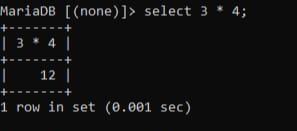 MariaDB [(none)]> select 3 * 4;
+-------+
| 3 * 4 |
+-------+
|    12 |
+-------+
1 row in set (0.001 sec)